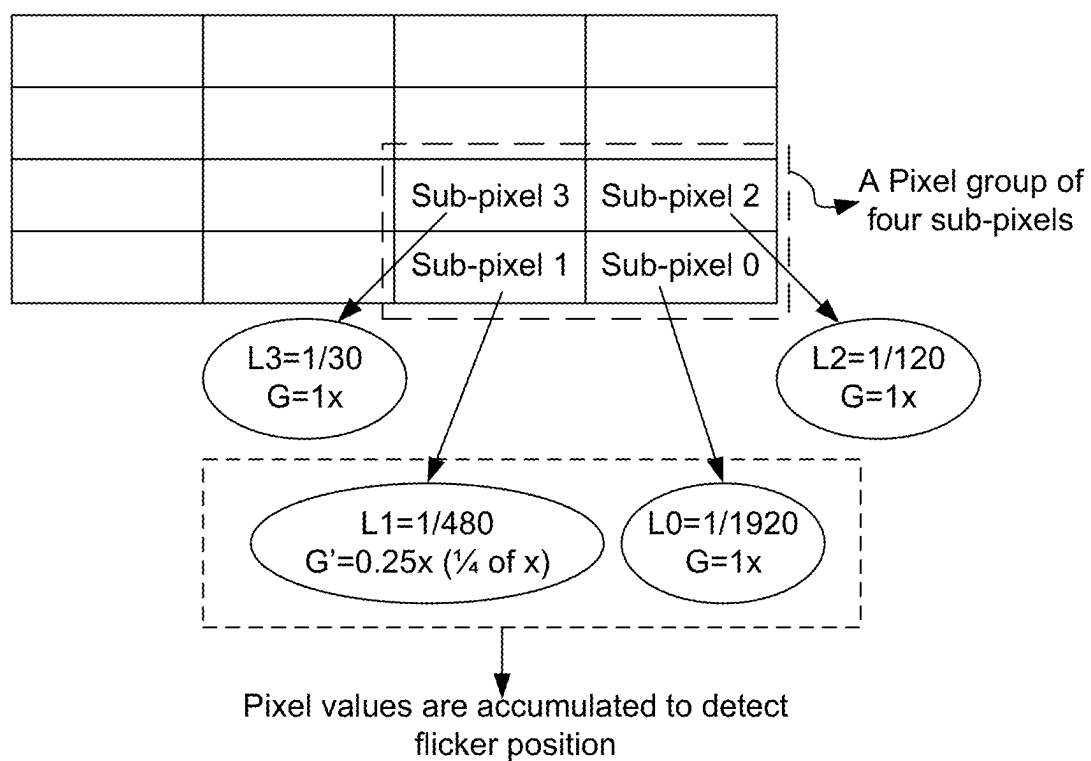 Sub-pixel 3
Sub-pixel 2
A Pixel group of
four sub-pixels
Sub-pixel 1
Sub-pixel 0
L3=1/30
G=1x
L2=1/120
G=1x
L1=1/480
G’=0.25x (¼ of x)
L0=1/1920
G=1x
Pixel values are accumulated to detect
flicker position